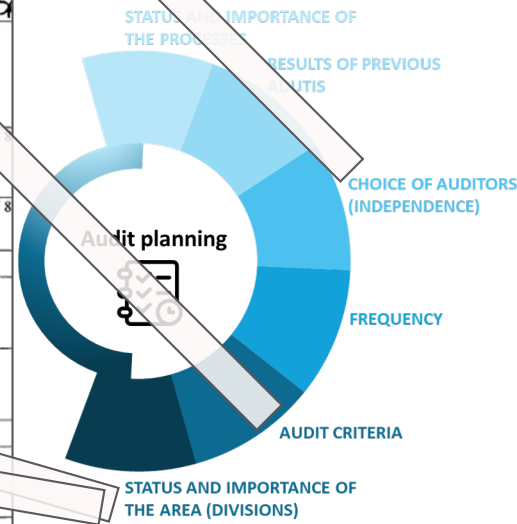 STATUS AND IMPORTANCE OF
THE PROCESSES
RESULTS OF PREVIOUS
ADUTIS
CHOICE OF AUDITORS
(INDEPENDENCE)
Audit planning
FREQUENCY
AUDIT CRITERIA
STATUS AND IMPORTANCE OF
THE AREA (DIVISIONS)